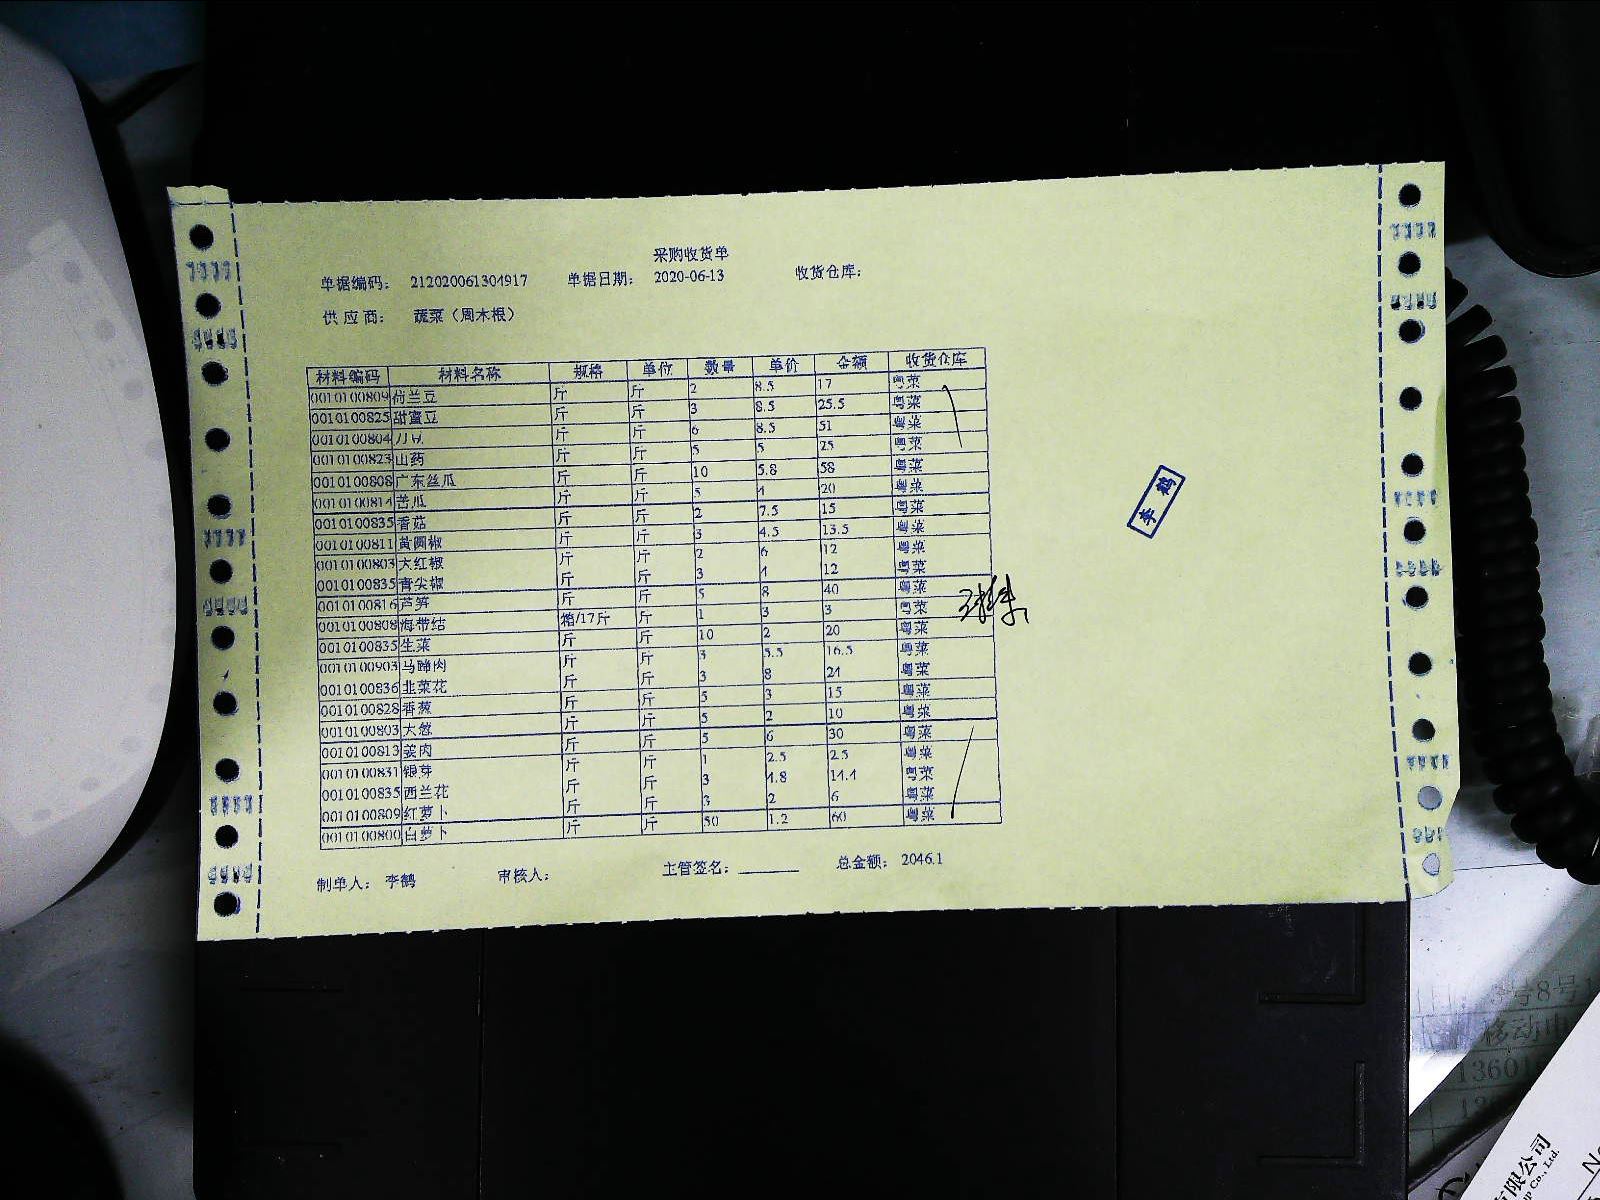 采购收货单
单据编码： 212020061304917 单据日期： 2020-06-13 收货仓库：
供应商： 蔬菜（周木根）
材料编码 材料名称 规格 单位 数量 单价 金额 收货仓库
0010100809 荷兰豆 斤 斤 2 8.5 17 粤菜
0010100825 甜蜜豆 斤 斤 3 8.5 25.5 粤菜
0010100804 斤 斤 6 8.5 51 粤菜
0010100823 山药 斤 斤 5 5 25 粤菜
0010100808 广东丝瓜 斤 斤 10 5.8 58 粤菜
0010100814 苦瓜 斤 斤 5 4 20 粤菜
0010100835 香菇 斤 斤 2 7.5 15 粤菜
0010100811 黄圆椒 斤 斤 3 4.5 13.5 粤菜
0010100803 大红椒 斤 斤 2 6 12 粤菜
0010100835 青尖椒 斤 斤 3 4 12 粤菜
0010100816 芦笋 斤 斤 5 8 40 粤菜
0010100808 海带结 箱/17斤 斤 1 3 3 粤菜
0010100835 生菜 斤 斤 10 2 20 粤菜
0010100903 马蹄肉 斤 斤 3 5.5 16.5 粤菜
0010100836 韭菜花 斤 斤 3 8 24 粤菜
0010100828 香葱 斤 斤 5 3 15 粤菜
0010100803 大葱 斤 斤 5 2 10 粤菜
0010100813 姜肉 斤 斤 5 6 30 粤菜
0010100831 银芽 斤 斤 1 2.5 2.5 粤菜
0010100835 西兰花 斤 斤 3 4.8 14.4 粤菜
0010100809 红萝卜 斤 斤 3 2 6 粤菜
0010100800 白萝卜 斤 斤 50 1.2 60 粤菜
制单人： 李鹤 审核人： 主管签名： 总金额： 2046.1
李鹤
3号8号
移动电
1360
有限公司
Co., Ltd.